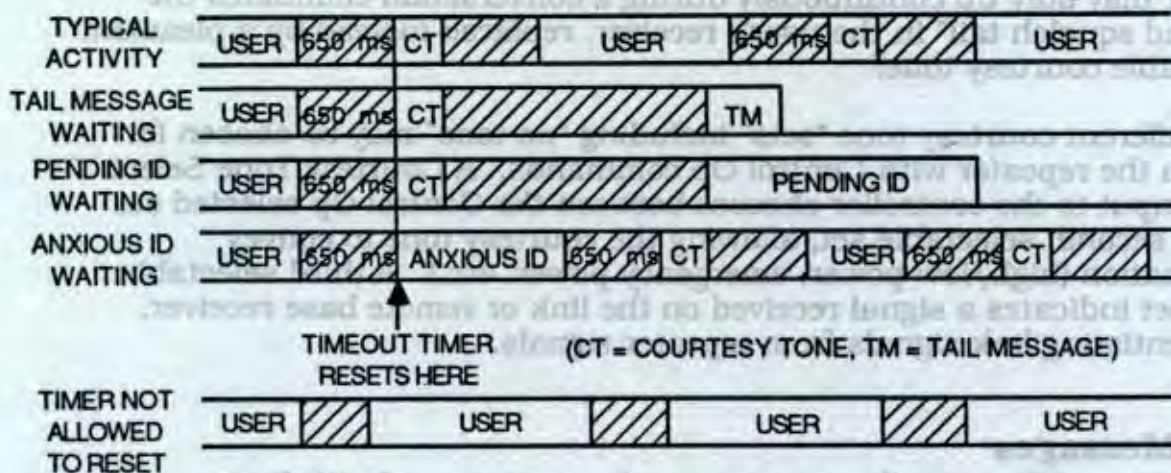 TYPICAL ACTIVITY
USER 650 ms CT USER 650 ms CT USER
TAIL MESSAGE WAITING
USER 650 ms CT TM
PENDING ID WAITING
USER 650 ms CT PENDING ID
ANXIOUS ID WAITING
USER 650 ms ANXIOUS ID 650 ms CT USER 650 ms CT
TIMEOUT TIMER RESETS HERE
(CT = COURTESY TONE, TM = TAIL MESSAGE)
TIMER NOT ALLOWED TO RESET
USER USER USER USER